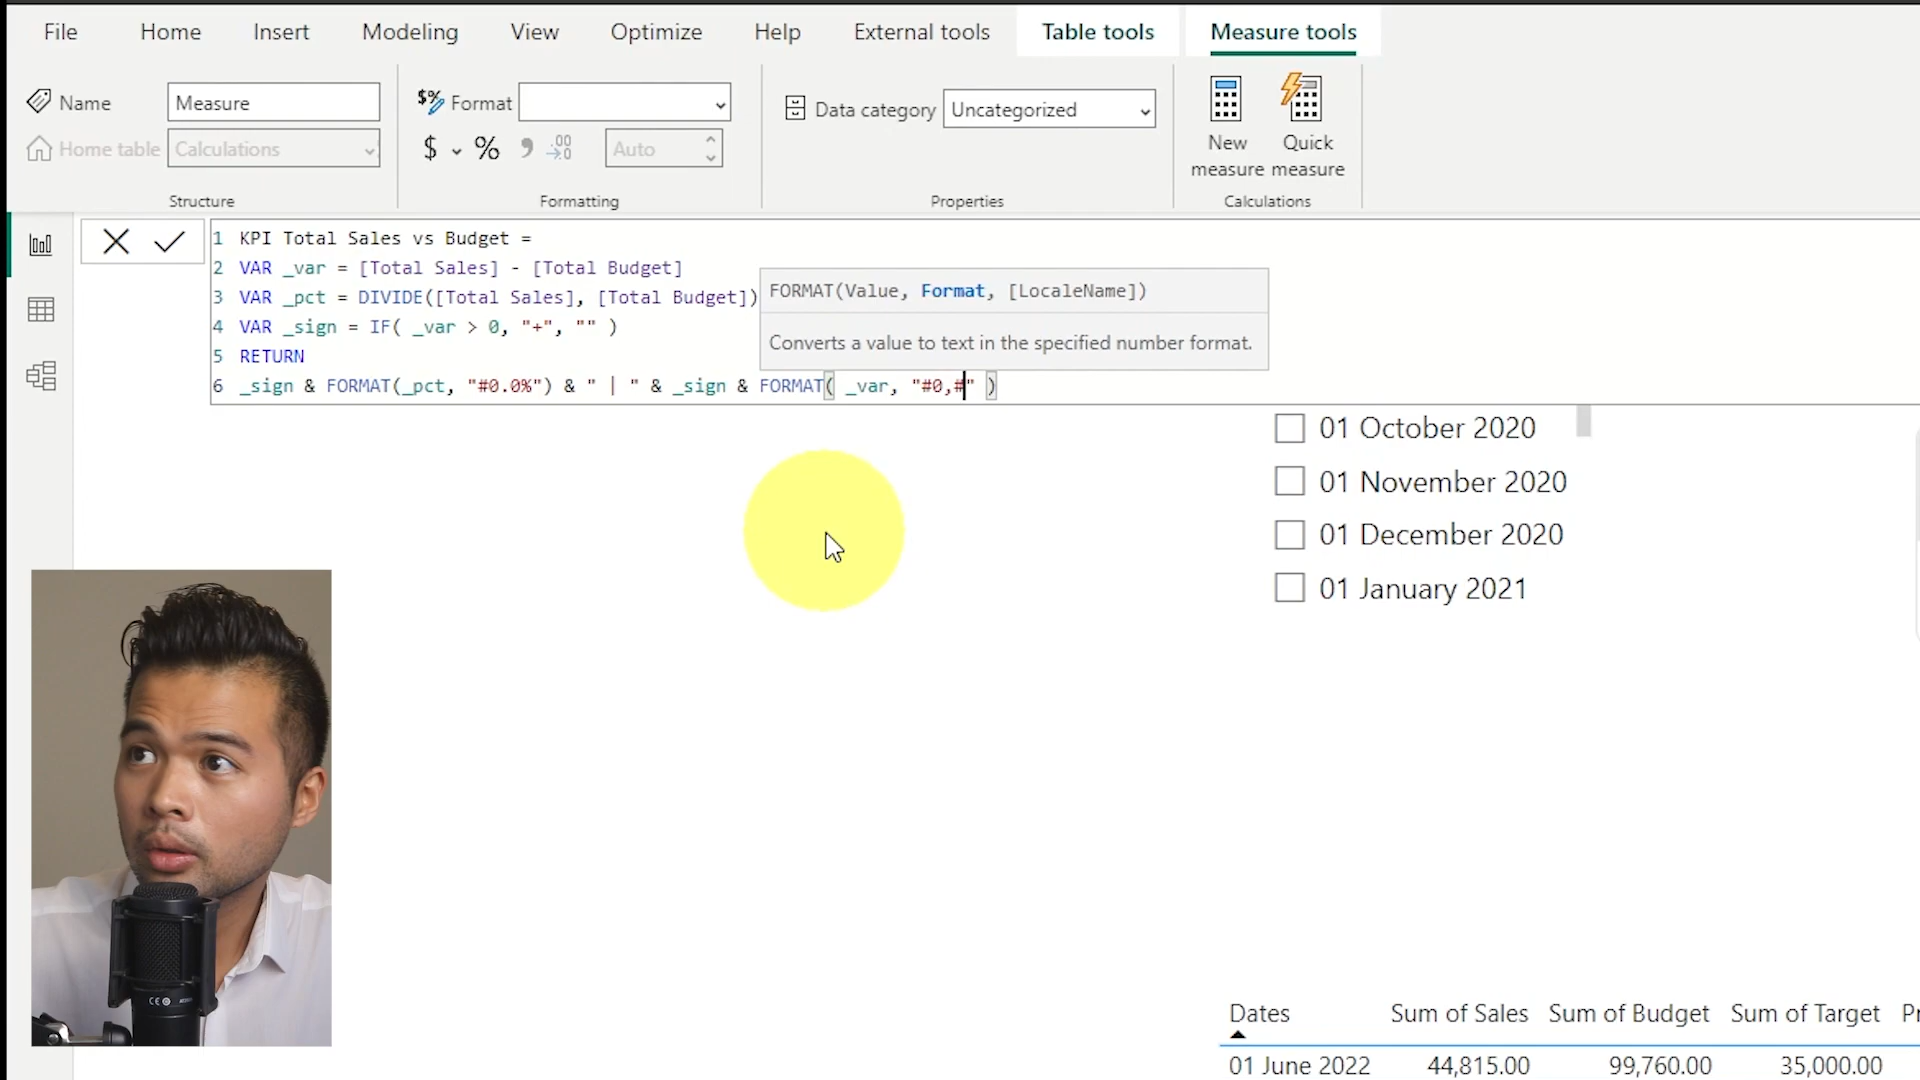 File Home Insert Modeling View Optimize Help External tools Table tools Measure tools
Name Measure $% Format Data category Uncategorized
Home table Calculations $ % , .00 →.0 Auto
New measure
Quick measure
Structure Formatting Properties Calculations
1 KPI Total Sales vs Budget =
2 VAR _var = [Total Sales] - [Total Budget]
3 VAR _pct = DIVIDE([Total Sales], [Total Budget])
4 VAR _sign = IF( _var > 0, "+", "" )
5 RETURN
6 _sign & FORMAT(_pct, "#0.0%") & " | " & _sign & FORMAT( _var, "#0,#" )
FORMAT(Value, Format, [LocaleName])
Converts a value to text in the specified number format.
01 October 2020
01 November 2020
01 December 2020
01 January 2021
Dates Sum of Sales Sum of Budget Sum of Target
01 June 2022 44,815.00 99,760.00 35,000.00
CE